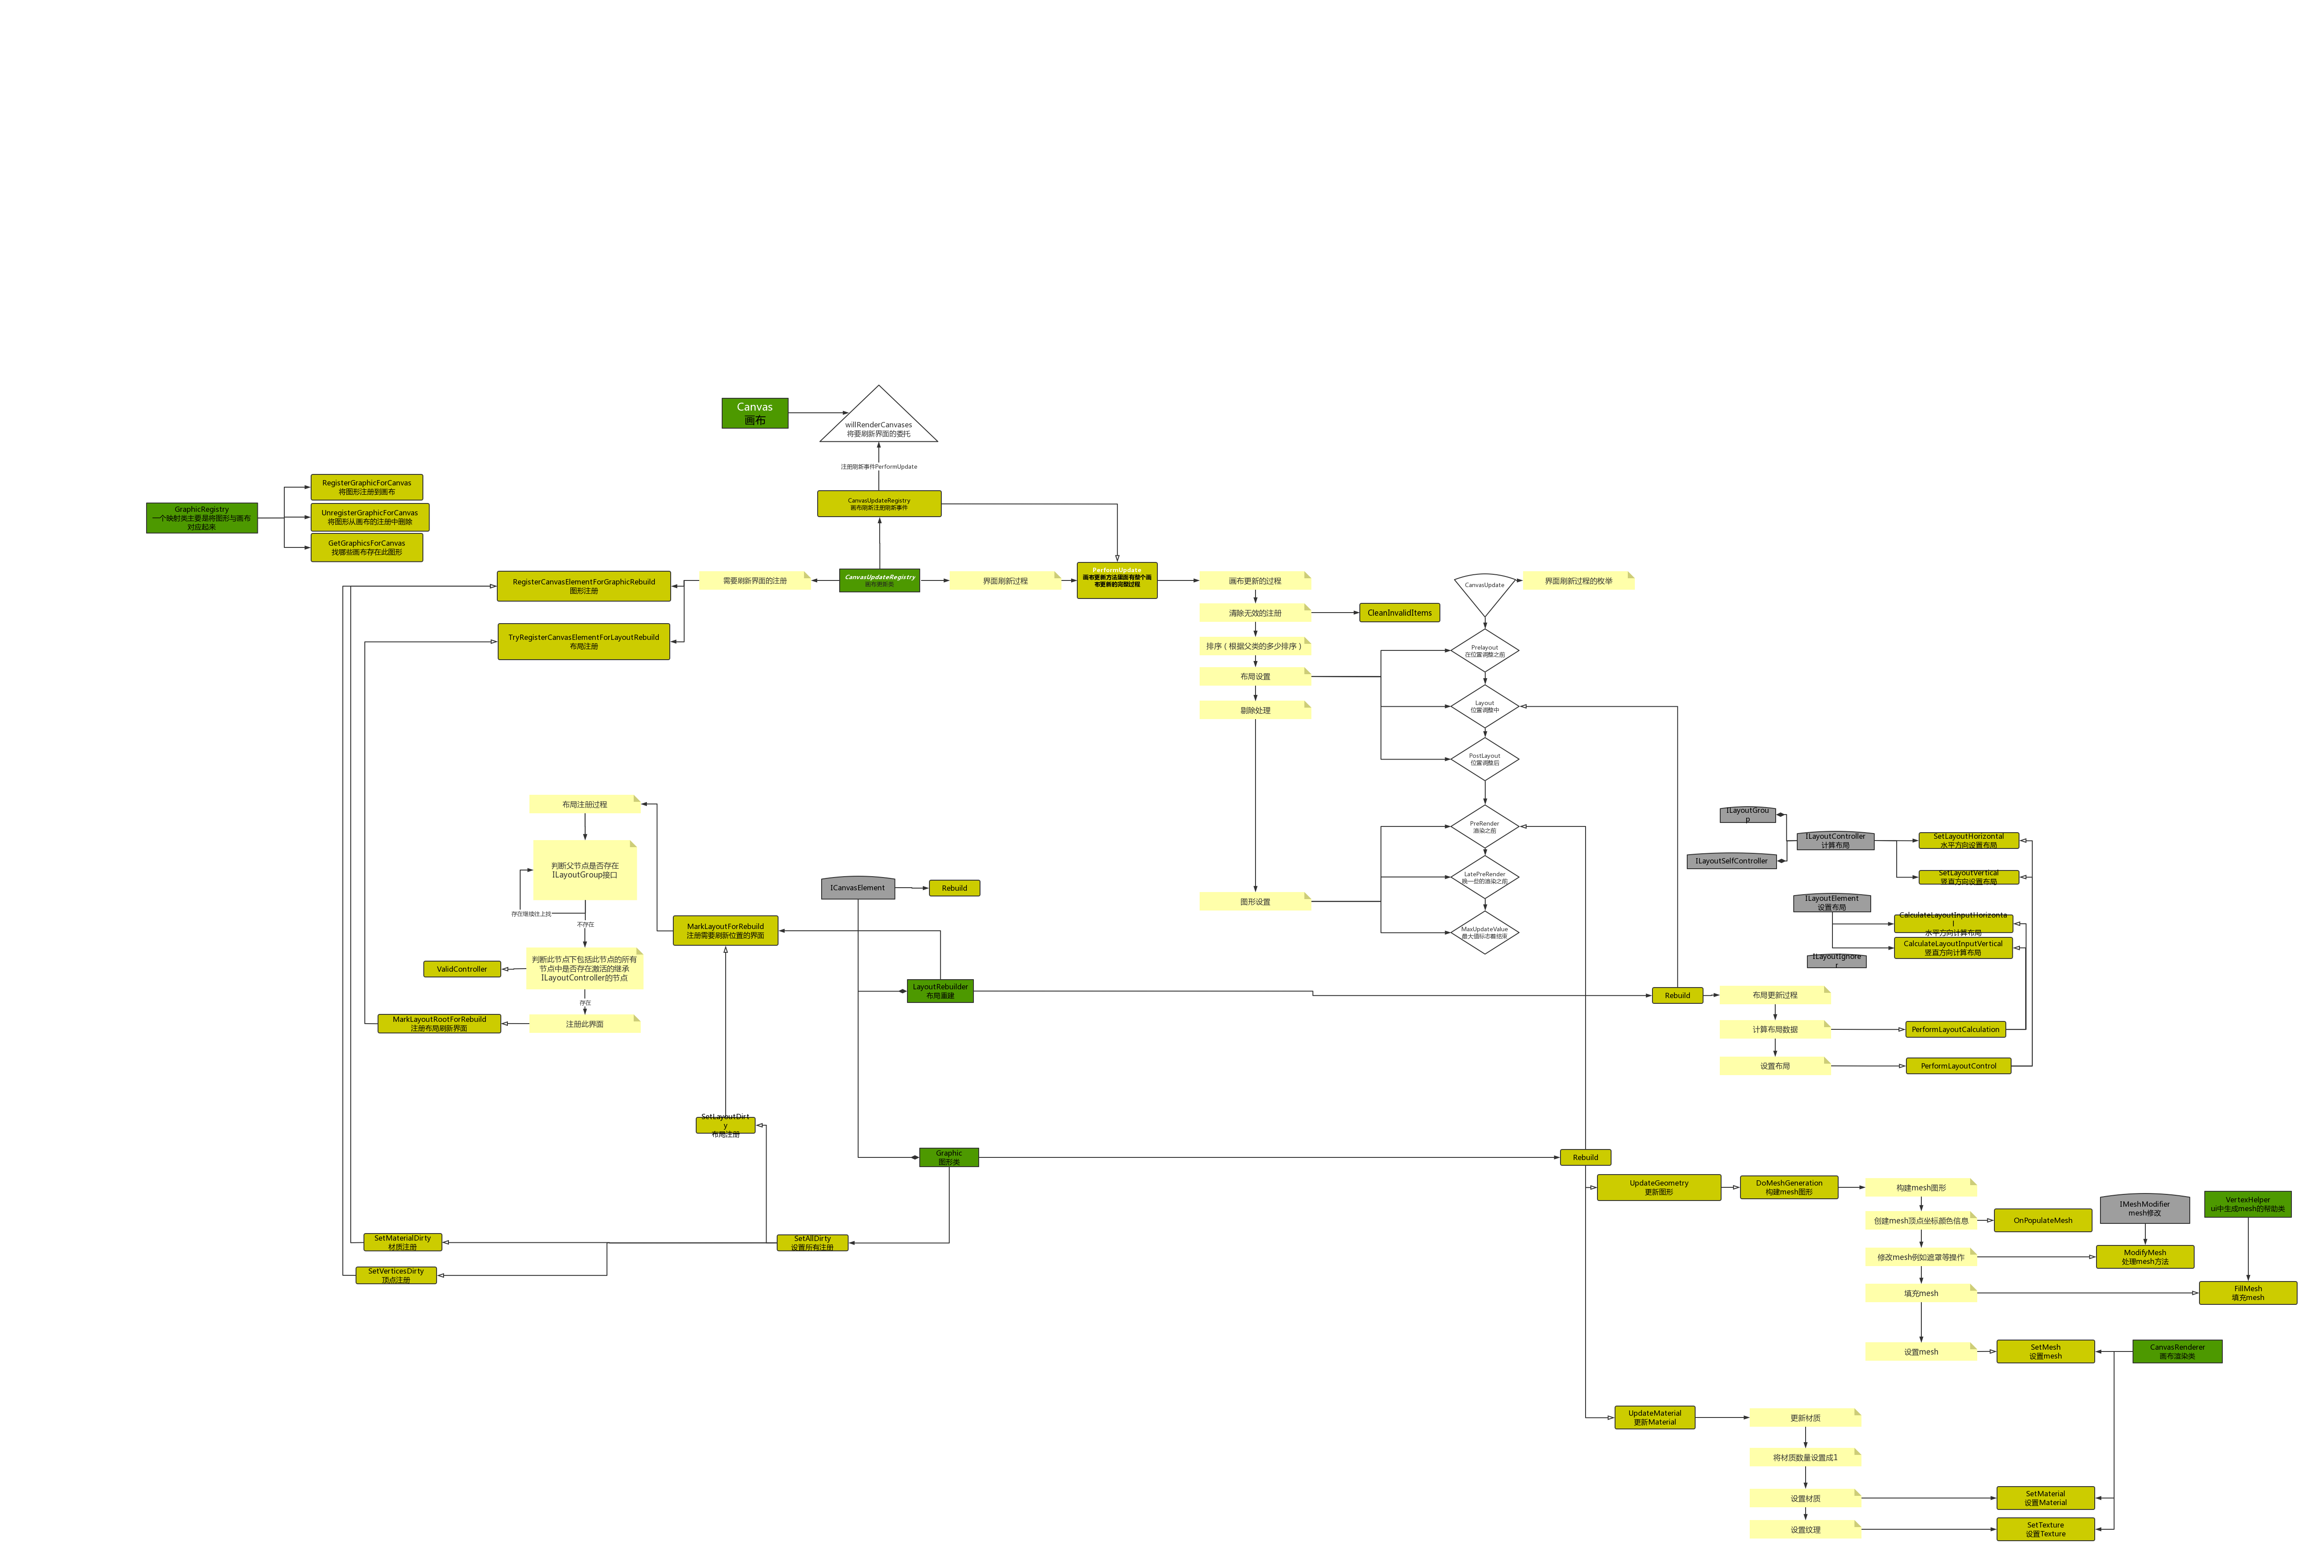 Canvas
画布
willRenderCanvases
将要刷新界面的委托
注册刷新事件PerformUpdate
CanvasUpdateRegistry
画布刷新注册刷新事件
GraphicRegistry
一个映射类主要是将图形与画布
对应起来
RegisterGraphicForCanvas
将图形注册到画布
UnregisterGraphicForCanvas
将图形从画布的注册中删除
GetGraphicsForCanvas
找哪些画布存在此图形
RegisterCanvasElementForGraphicRebuild
图形注册
TryRegisterCanvasElementForLayoutRebuild
布局注册
需要刷新界面的注册
CanvasUpdateRegistry
画布刷新类
界面刷新过程
PerformUpdate
画布更新方法里面有整个画
布更新的完整过程
画布更新的过程
清除无效的注册
CleanInvalidItems
排序（根据父类的多少排序）
布局设置
剔除处理
图形设置
CanvasUpdate
界面刷新过程的枚举
Prelayout
在位置调整之前
Layout
位置调整中
PostLayout
位置调整后
PreRender
渲染之前
LatePreRender
晚一些的渲染之前
MaxUpdateValue
最大值标志着结束
布局注册过程
判断父节点是否存在
ILayoutGroup接口
存在继续往上找
不存在
判断此节点下包括此节点的所有
节点中是否存在激活的继承
ILayoutController的节点
ValidController
存在
注册此界面
MarkLayoutRootForRebuild
注册布局刷新界面
MarkLayoutForRebuild
注册需要刷新位置的界面
ICanvasElement
Rebuild
LayoutRebuilder
布局重建
ILayoutGrou
p
ILayoutController
计算布局
ILayoutSelfController
SetLayoutHorizontal
水平方向设置布局
SetLayoutVertical
竖直方向设置布局
ILayoutElement
设置布局
CalculateLayoutInputHorizontal
l
水平方向计算布局
CalculateLayoutInputVertical
竖直方向计算布局
ILayoutIgnore
r
Rebuild
布局更新过程
计算布局数据
PerformLayoutCalculation
设置布局
PerformLayoutControl
SetLayoutDirt
y
布局注册
Graphic
图形类
Rebuild
SetMaterialDirty
材质注册
SetAllDirty
设置所有注册
SetVerticesDirty
顶点注册
UpdateGeometry
更新图形
DoMeshGeneration
构建mesh图形
构建mesh图形
创建mesh顶点坐标颜色信息
OnPopulateMesh
IMeshModifier
mesh修改
VertexHelper
ui中生成mesh的帮助类
修改mesh例如遮罩等操作
ModifyMesh
处理mesh方法
填充mesh
FillMesh
填充mesh
设置mesh
SetMesh
设置mesh
CanvasRenderer
画布渲染类
UpdateMaterial
更新Material
更新材质
将材质数量设置成1
设置材质
SetMaterial
设置Material
设置纹理
SetTexture
设置Texture